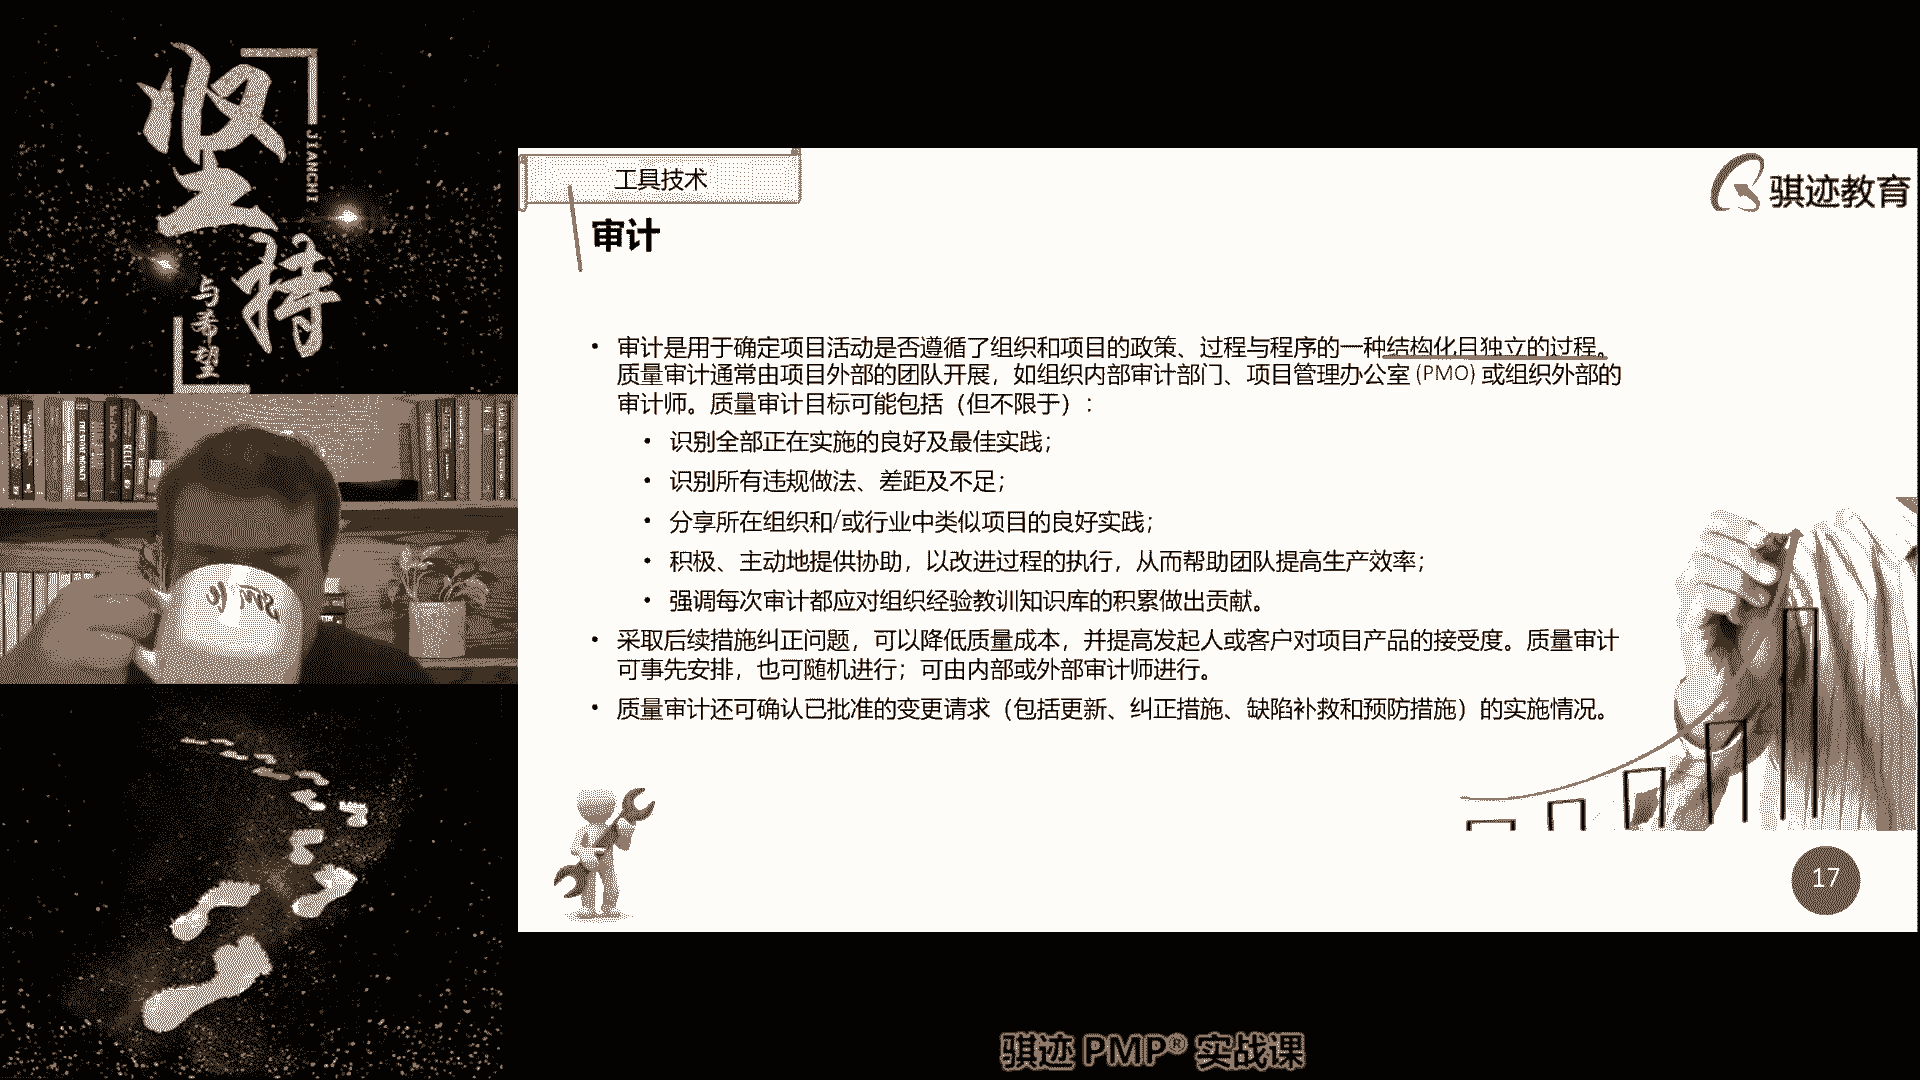 坚持
JIANCHI
与希望
工具技术
骐迹教育
审计
• 审计是用于确定项目活动是否遵循了组织和项目的政策、过程与程序的一种结构化且独立的过程。
质量审计通常由项目外部的团队开展，如组织内部审计部门、项目管理办公室 (PMO) 或组织外部的
审计师。质量审计目标可能包括（但不限于）：
• 识别全部正在实施的良好及最佳实践；
• 识别所有违规做法、差距及不足；
• 分享所在组织和/或行业中类似项目的良好实践；
• 积极、主动地提供协助，以改进过程的执行，从而帮助团队提高生产效率；
• 强调每次审计都应对组织经验教训知识库的积累做出贡献。
• 采取后续措施纠正问题，可以降低质量成本，并提高发起人或客户对项目产品的接受度。质量审计
可事先安排，也可随机进行；可由内部或外部审计师进行。
• 质量审计还可确认已批准的变更请求（包括更新、纠正措施、缺陷补救和预防措施）的实施情况。
17
骐迹 PMP® 实战课